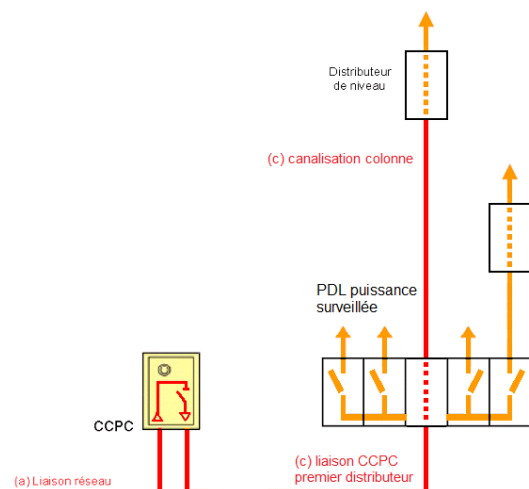 Distributeur
de niveau
(c) canalisation colonne
PDL puissance
surveillée
CCPC
(c) liaison CCPC
premier distributeur
(a) Liaison réseau